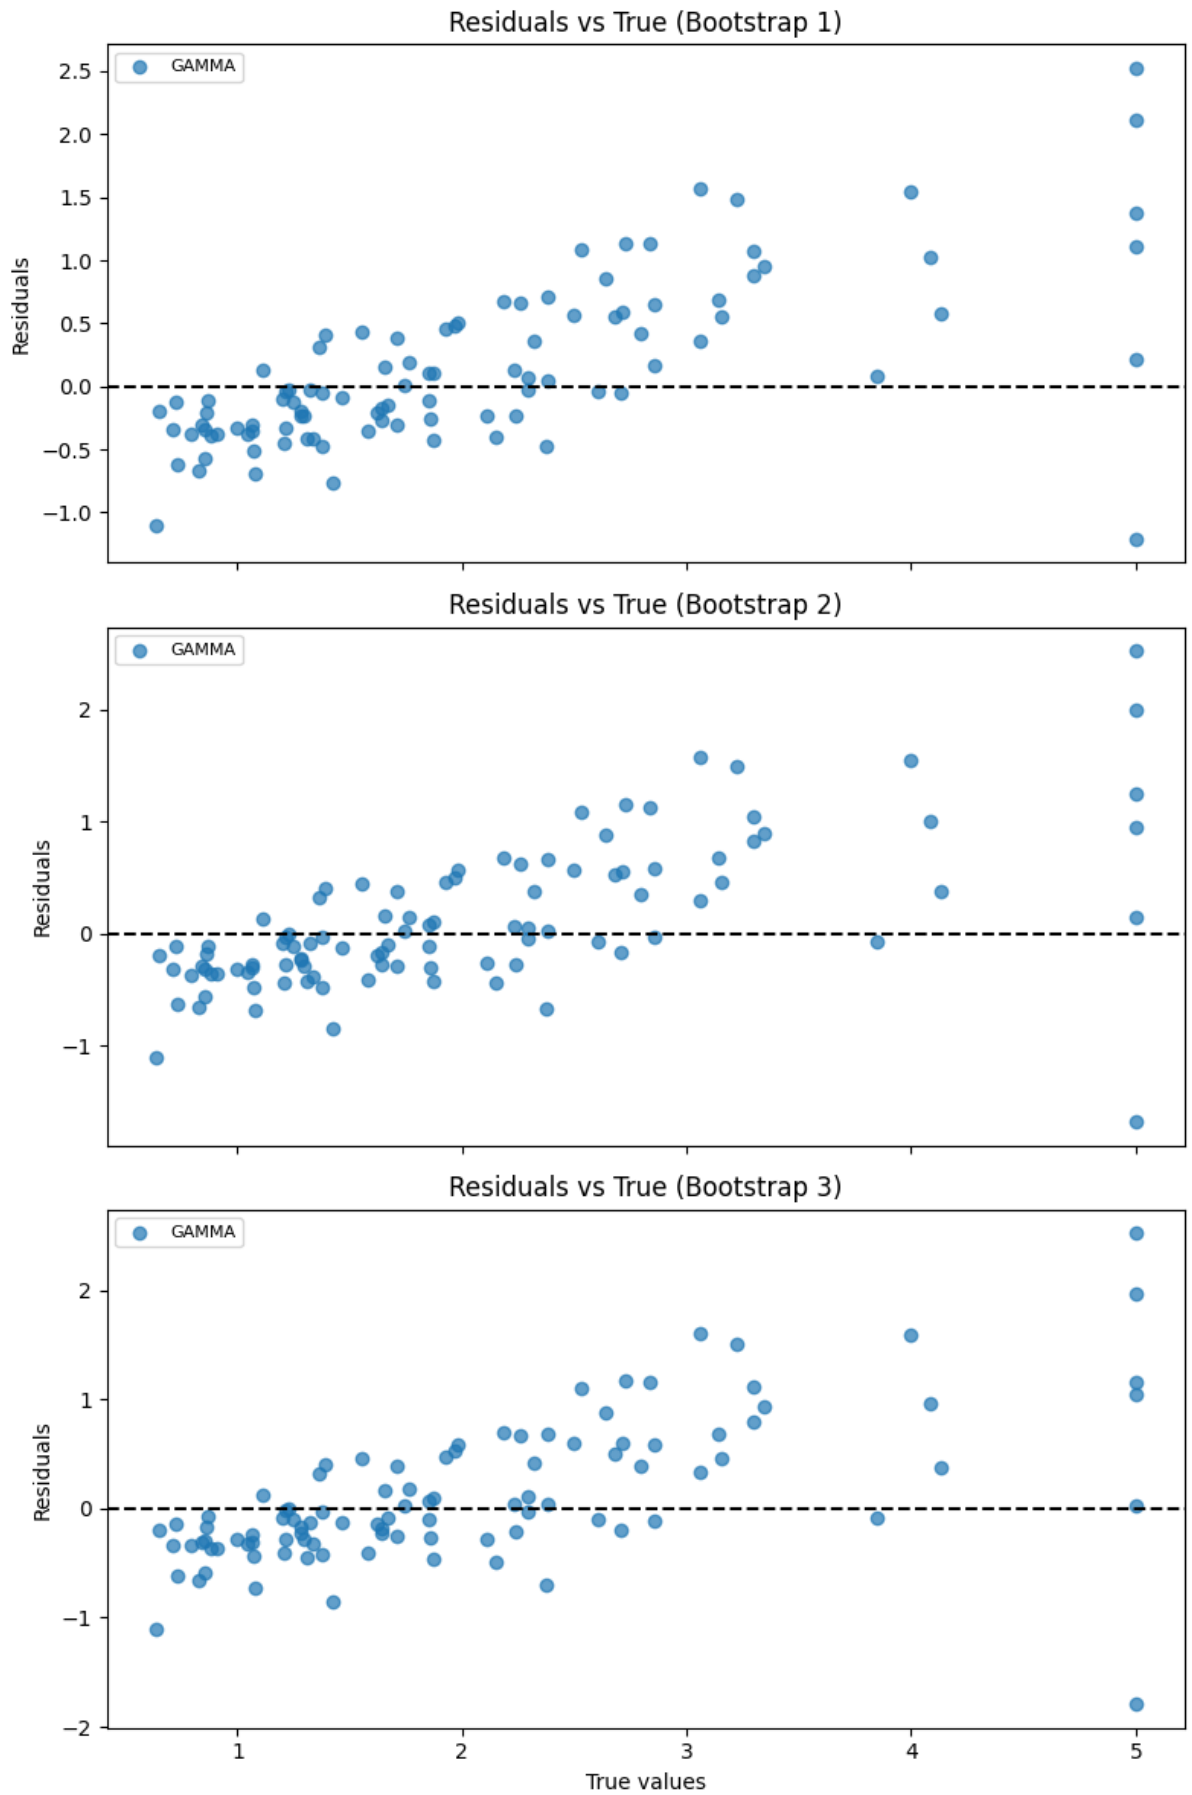 Residuals vs True (Bootstrap 1)
GAMMA
2.5
2.0
1.5
1.0
0.5
0.0
−0.5
−1.0
Residuals
Residuals vs True (Bootstrap 2)
GAMMA
2
1
0
−1
Residuals
Residuals vs True (Bootstrap 3)
GAMMA
2
1
0
−1
−2
Residuals
1 2 3 4 5
True values